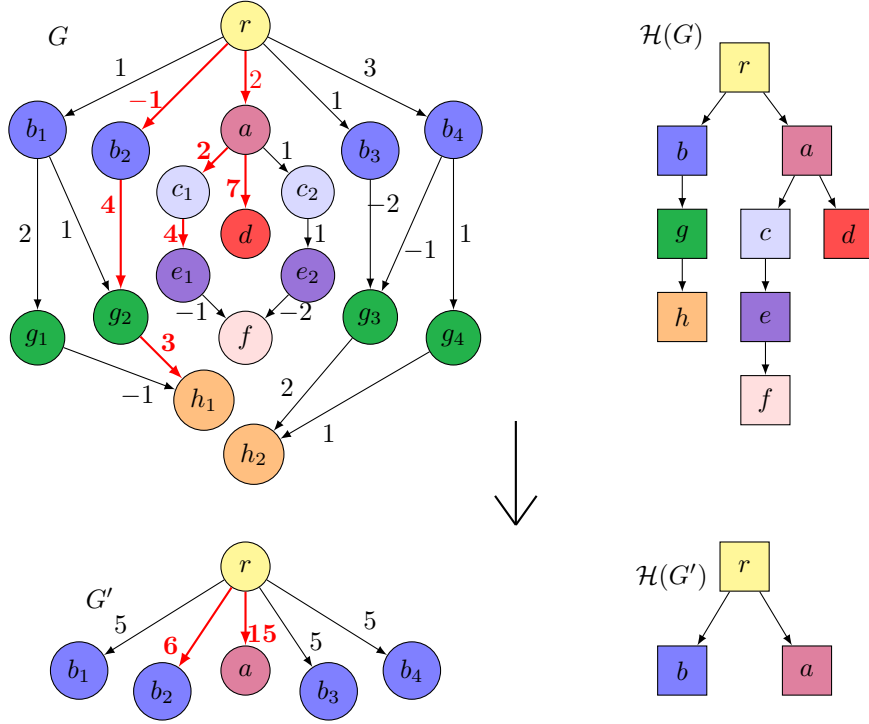 G
r
H(G)
r
1
−1
2
1
3
b₁
b₂
a
b₃
b₄
b
a
2
1
4
2
7
1
−2
−1
1
c₁
c₂
d
g
c
d
4
1
e₁
e₂
−1
−2
g₁
g₂
f
g₃
g₄
h
e
3
−1
2
1
h₁
h₂
f
G′
r
H(G′)
r
5
6
15
5
5
b₁
b₂
a
b₃
b₄
b
a